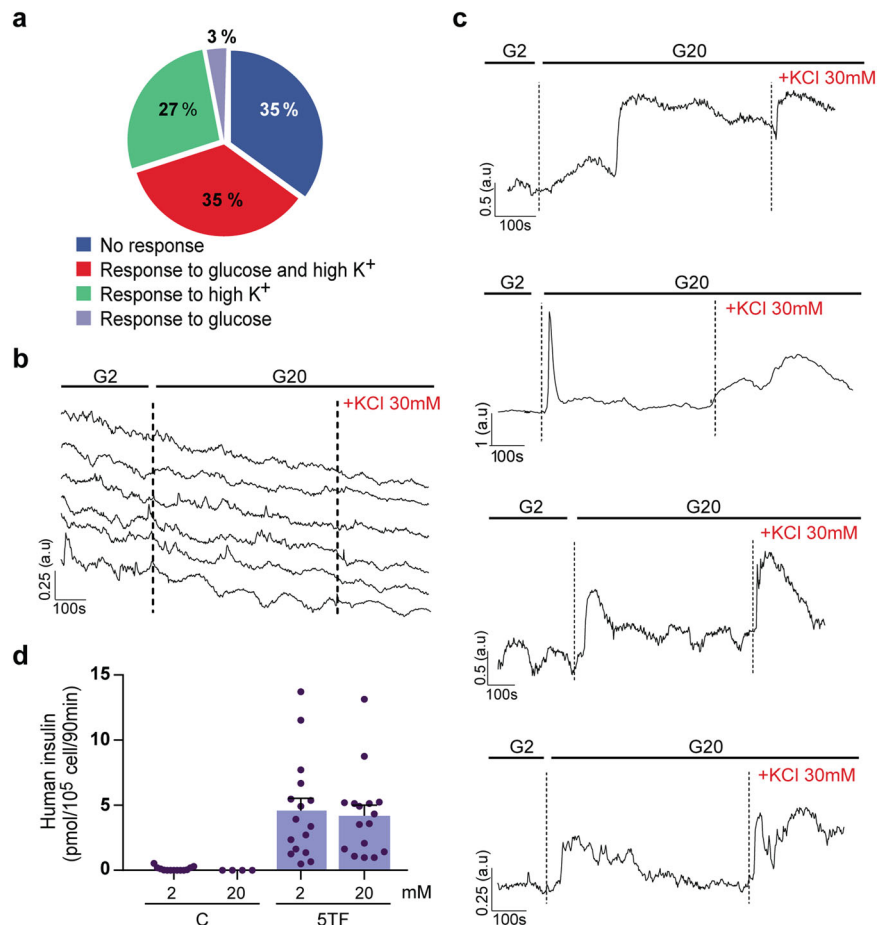 a
3 %
35 %
27 %
35 %
No response
Response to glucose and high K⁺
Response to high K⁺
Response to glucose
b
G2 G20
+KCl 30mM
0.25 (a.u)
100s
c
G2 G20
+KCl 30mM
0.5 (a.u)
100s
G2 G20
+KCl 30mM
1 (a.u)
100s
G2 G20
+KCl 30mM
0.5 (a.u)
100s
G2 G20
+KCl 30mM
0.25 (a.u)
100s
d
Human insulin
(pmol/10⁵ cell/90min)
15
10
5
0
2 20 2 20 mM
C 5TF